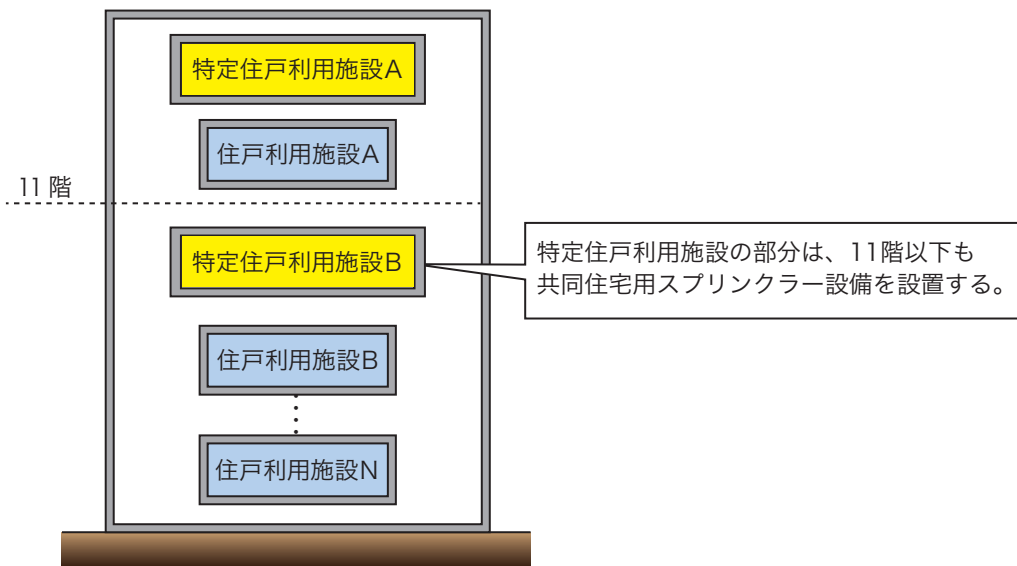 特定住戸利用施設A
住戸利用施設A
11 階
特定住戸利用施設B
特定住戸利用施設の部分は、11階以下も
共同住宅用スプリンクラー設備を設置する。
住戸利用施設B
住戸利用施設N